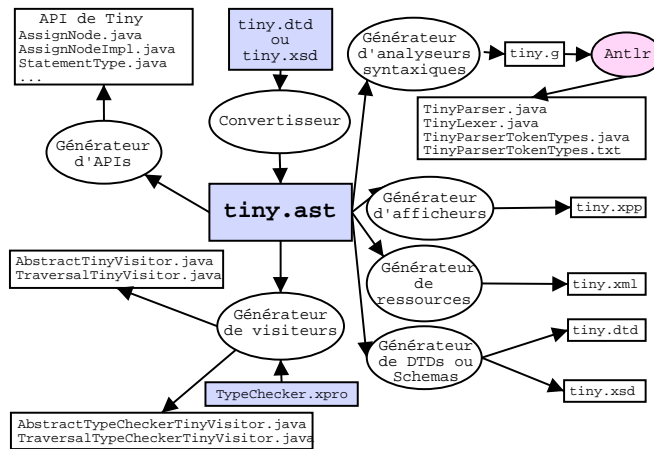 API de Tiny
AssignNode.java
AssignNodeImpl.java
StatementType.java
...
tiny.dtd
ou
tiny.xsd
Générateur
d'analyseurs
syntaxiques
tiny.g
Antlr
TinyParser.java
TinyLexer.java
TinyParserTokenTypes.java
TinyParserTokenTypes.txt
Convertisseur
Générateur
d'APIs
tiny.ast
Générateur
d'afficheurs
tiny.xpp
AbstractTinyVisitor.java
TraversalTinyVisitor.java
Générateur
de
ressources
tiny.xml
Générateur
de visiteurs
Générateur
de DTDs ou
Schemas
tiny.dtd
tiny.xsd
TypeChecker.xpro
AbstractTypeCheckerTinyVisitor.java
TraversalTypeCheckerTinyVisitor.java